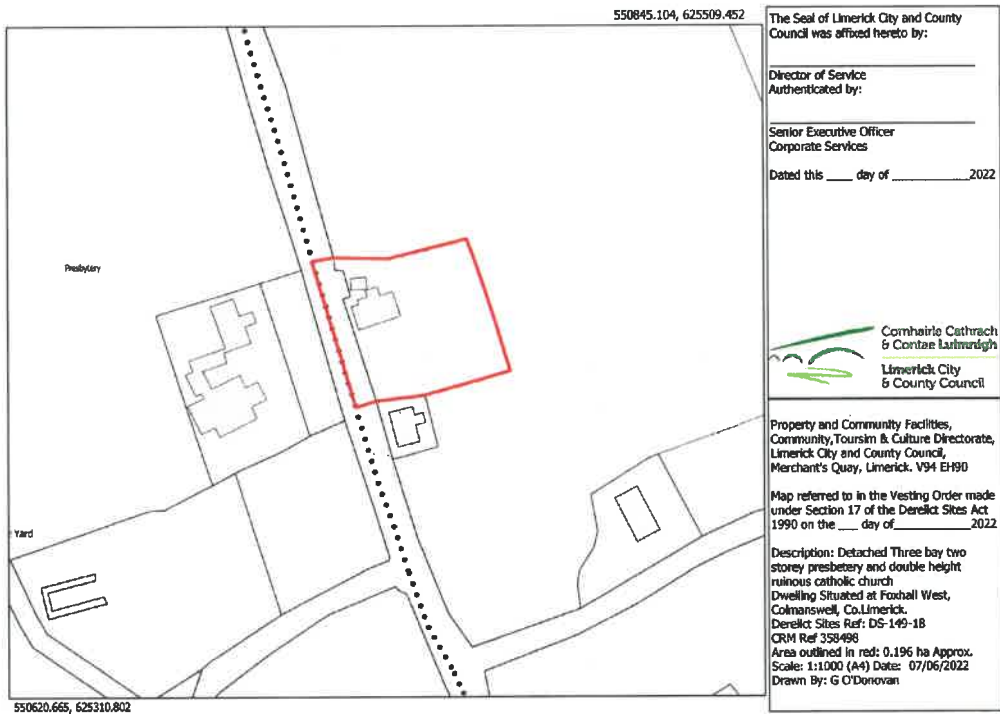 550845.104, 625509.452
Presbytery
Yard
550620.665, 625310.802
The Seal of Limerick City and County
Council was affixed hereto by:
Director of Service
Authenticated by:
Senior Executive Officer
Corporate Services
Dated this ____ day of ____________2022
Comhairle Cathrach
& Contae Luimnigh
Limerick City
& County Council
Property and Community Facilities,
Community,Toursim & Culture Directorate,
Limerick City and County Council,
Merchant's Quay, Limerick. V94 EH90
Map referred to in the Vesting Order made
under Section 17 of the Derelict Sites Act
1990 on the ____ day of____________2022
Description: Detached Three bay two
storey presbetery and double height
ruinous catholic church
Dwelling Situated at Foxhall West,
Colmanswell, Co.Limerick.
Derelict Sites Ref: DS-149-18
CRM Ref 358498
Area outlined in red: 0.196 ha Approx.
Scale: 1:1000 (A4) Date: 07/06/2022
Drawn By: G O'Donovan